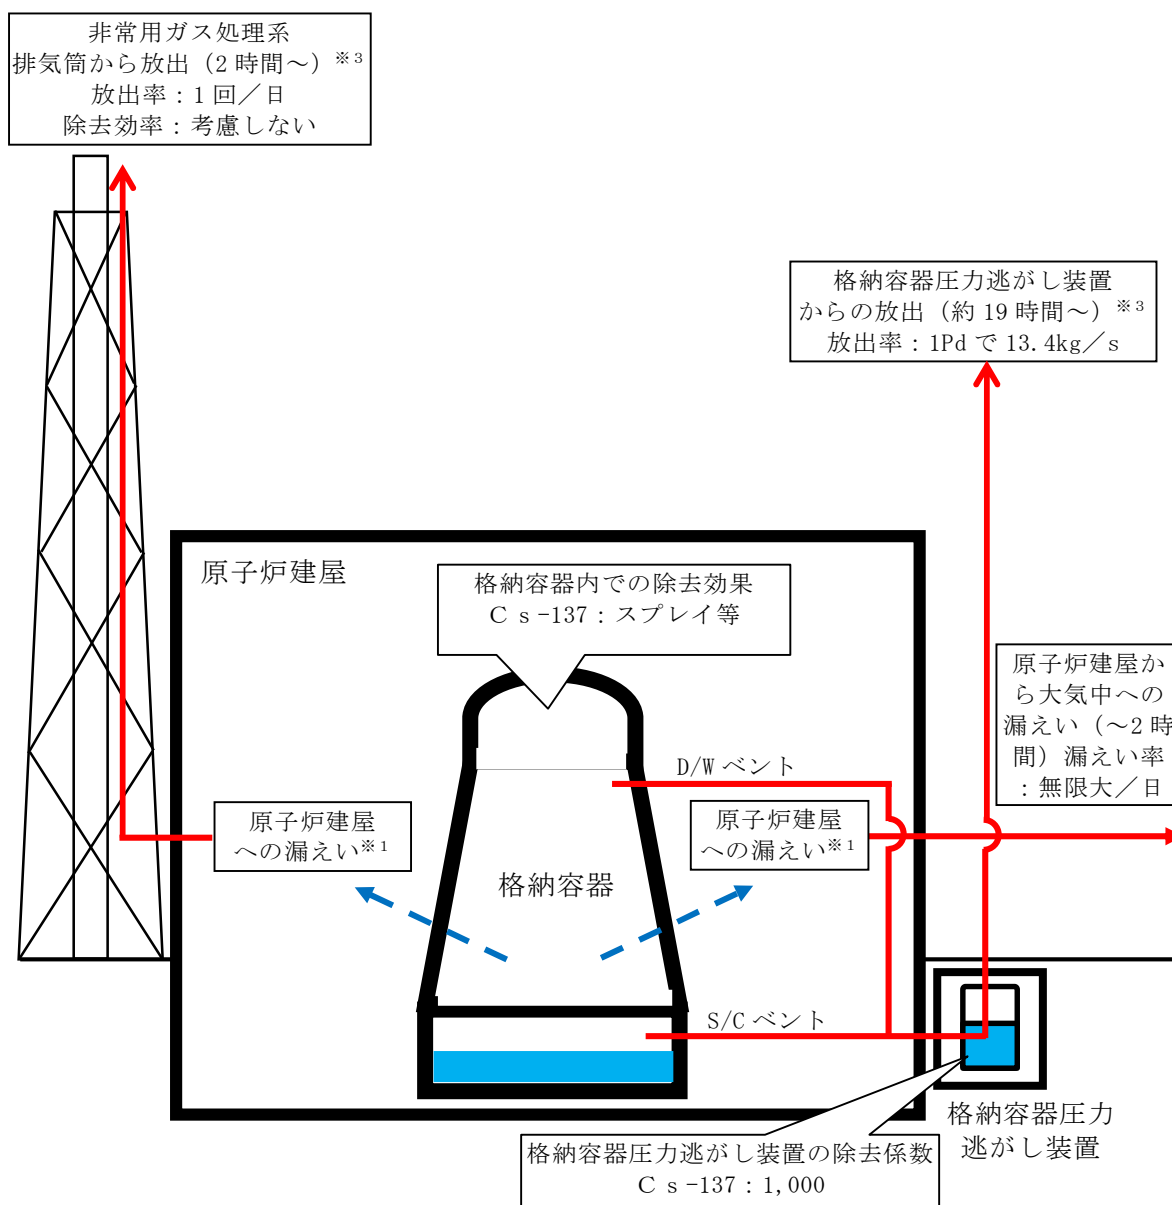 非常用ガス処理系
排気筒から放出（2 時間～）※3
放出率：1 回／日
除去効率：考慮しない
格納容器圧力逃がし装置
からの放出（約 19 時間～）※3
放出率：1Pd で 13.4kg／s
原子炉建屋
格納容器内での除去効果
Ｃｓ-137：スプレイ等
原子炉建屋か
ら大気中への
漏えい（～2 時
間）漏えい率
：無限大／日
D/W ベント
原子炉建屋
への漏えい※1
原子炉建屋
への漏えい※1
格納容器
S/C ベント
格納容器圧力
逃がし装置
格納容器圧力逃がし装置の除去係数
Ｃｓ-137：1,000